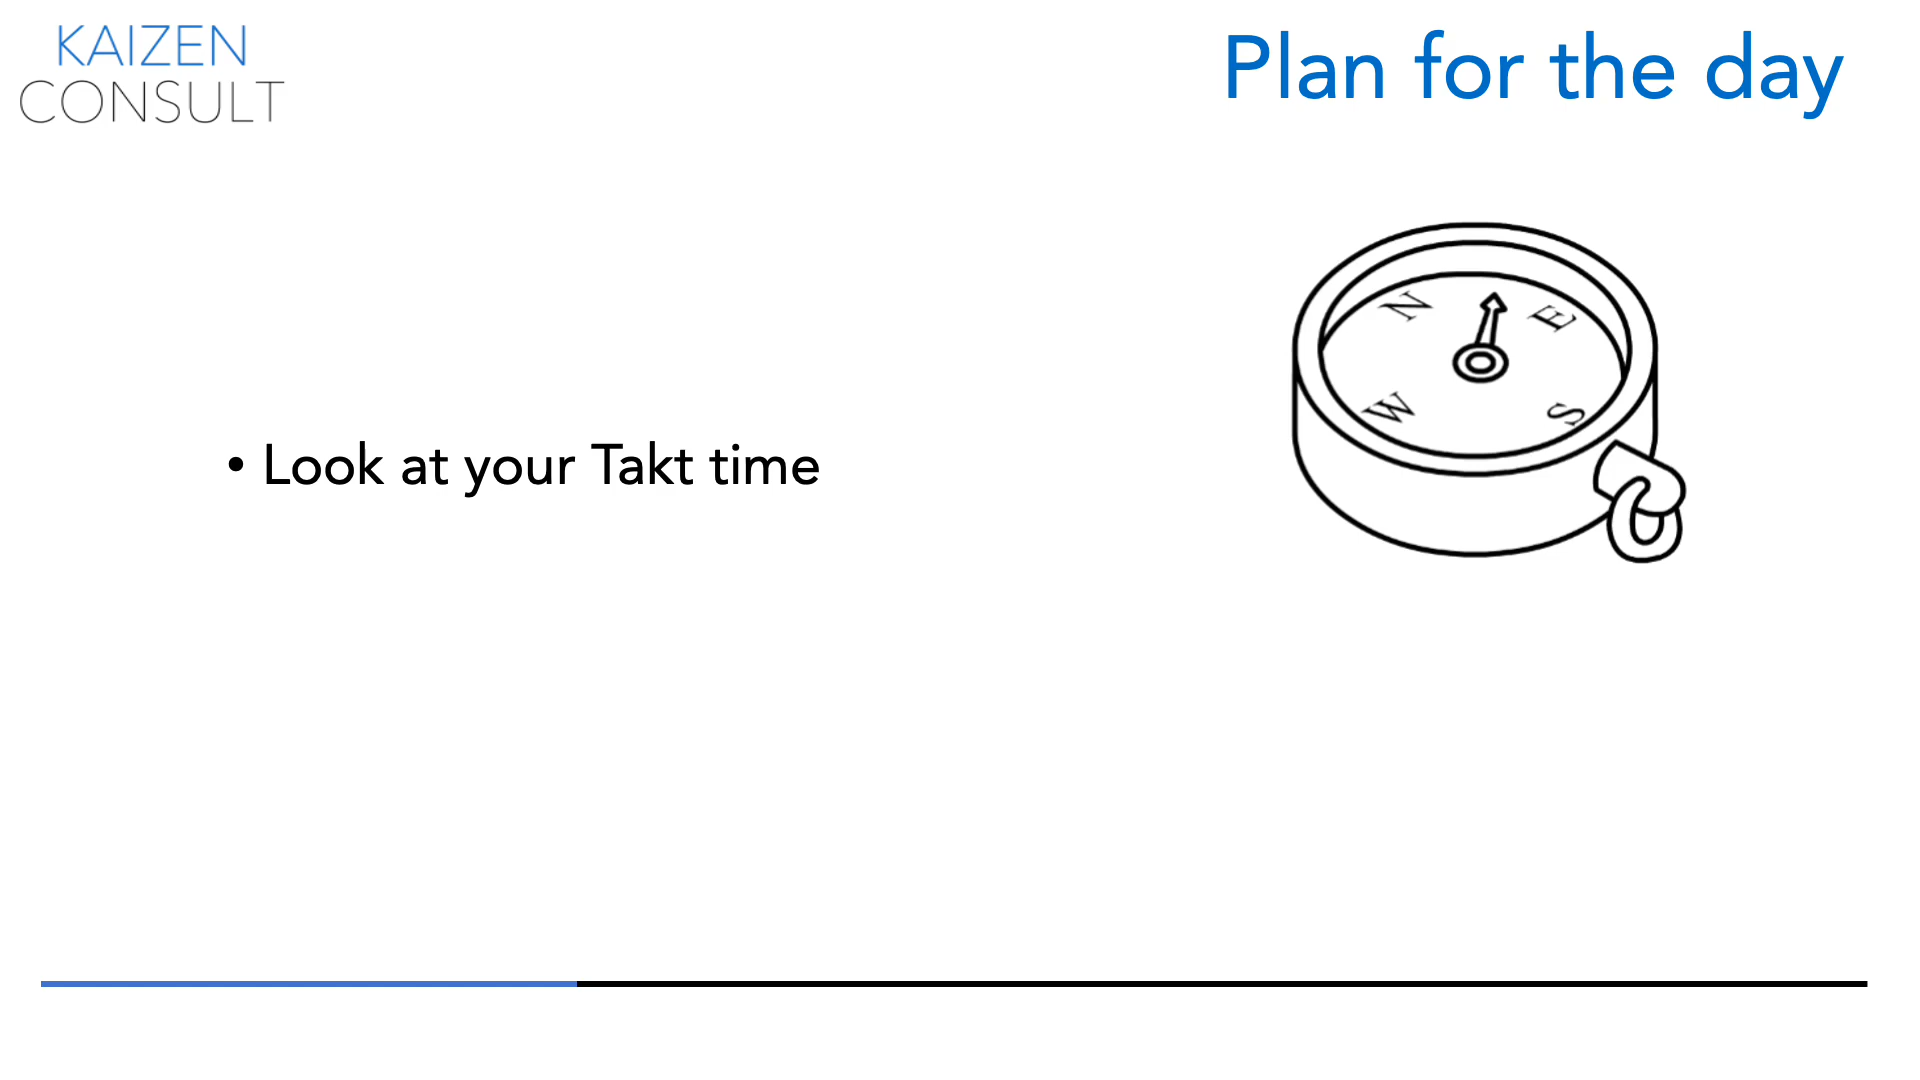 KAIZEN
CONSULT
Plan for the day
• Look at your Takt time
N
E
W
S